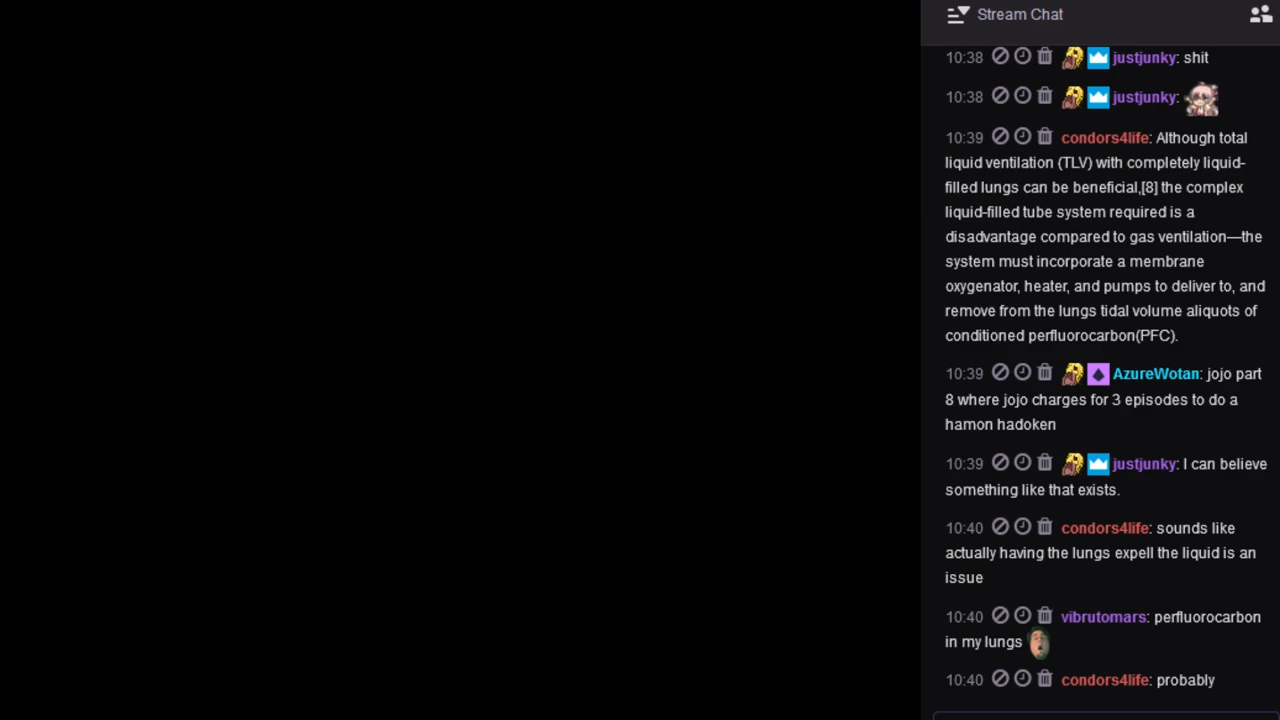 Stream Chat
10:38 justjunky: shit
10:38 justjunky:
10:39 condors4life: Although total
liquid ventilation (TLV) with completely liquid-
filled lungs can be beneficial,[8] the complex
liquid-filled tube system required is a
disadvantage compared to gas ventilation—the
system must incorporate a membrane
oxygenator, heater, and pumps to deliver to, and
remove from the lungs tidal volume aliquots of
conditioned perfluorocarbon(PFC).
10:39 AzureWotan: jojo part
8 where jojo charges for 3 episodes to do a
hamon hadoken
10:39 justjunky: I can believe
something like that exists.
10:40 condors4life: sounds like
actually having the lungs expell the liquid is an
issue
10:40 vibrutomars: perfluorocarbon
in my lungs
10:40 condors4life: probably